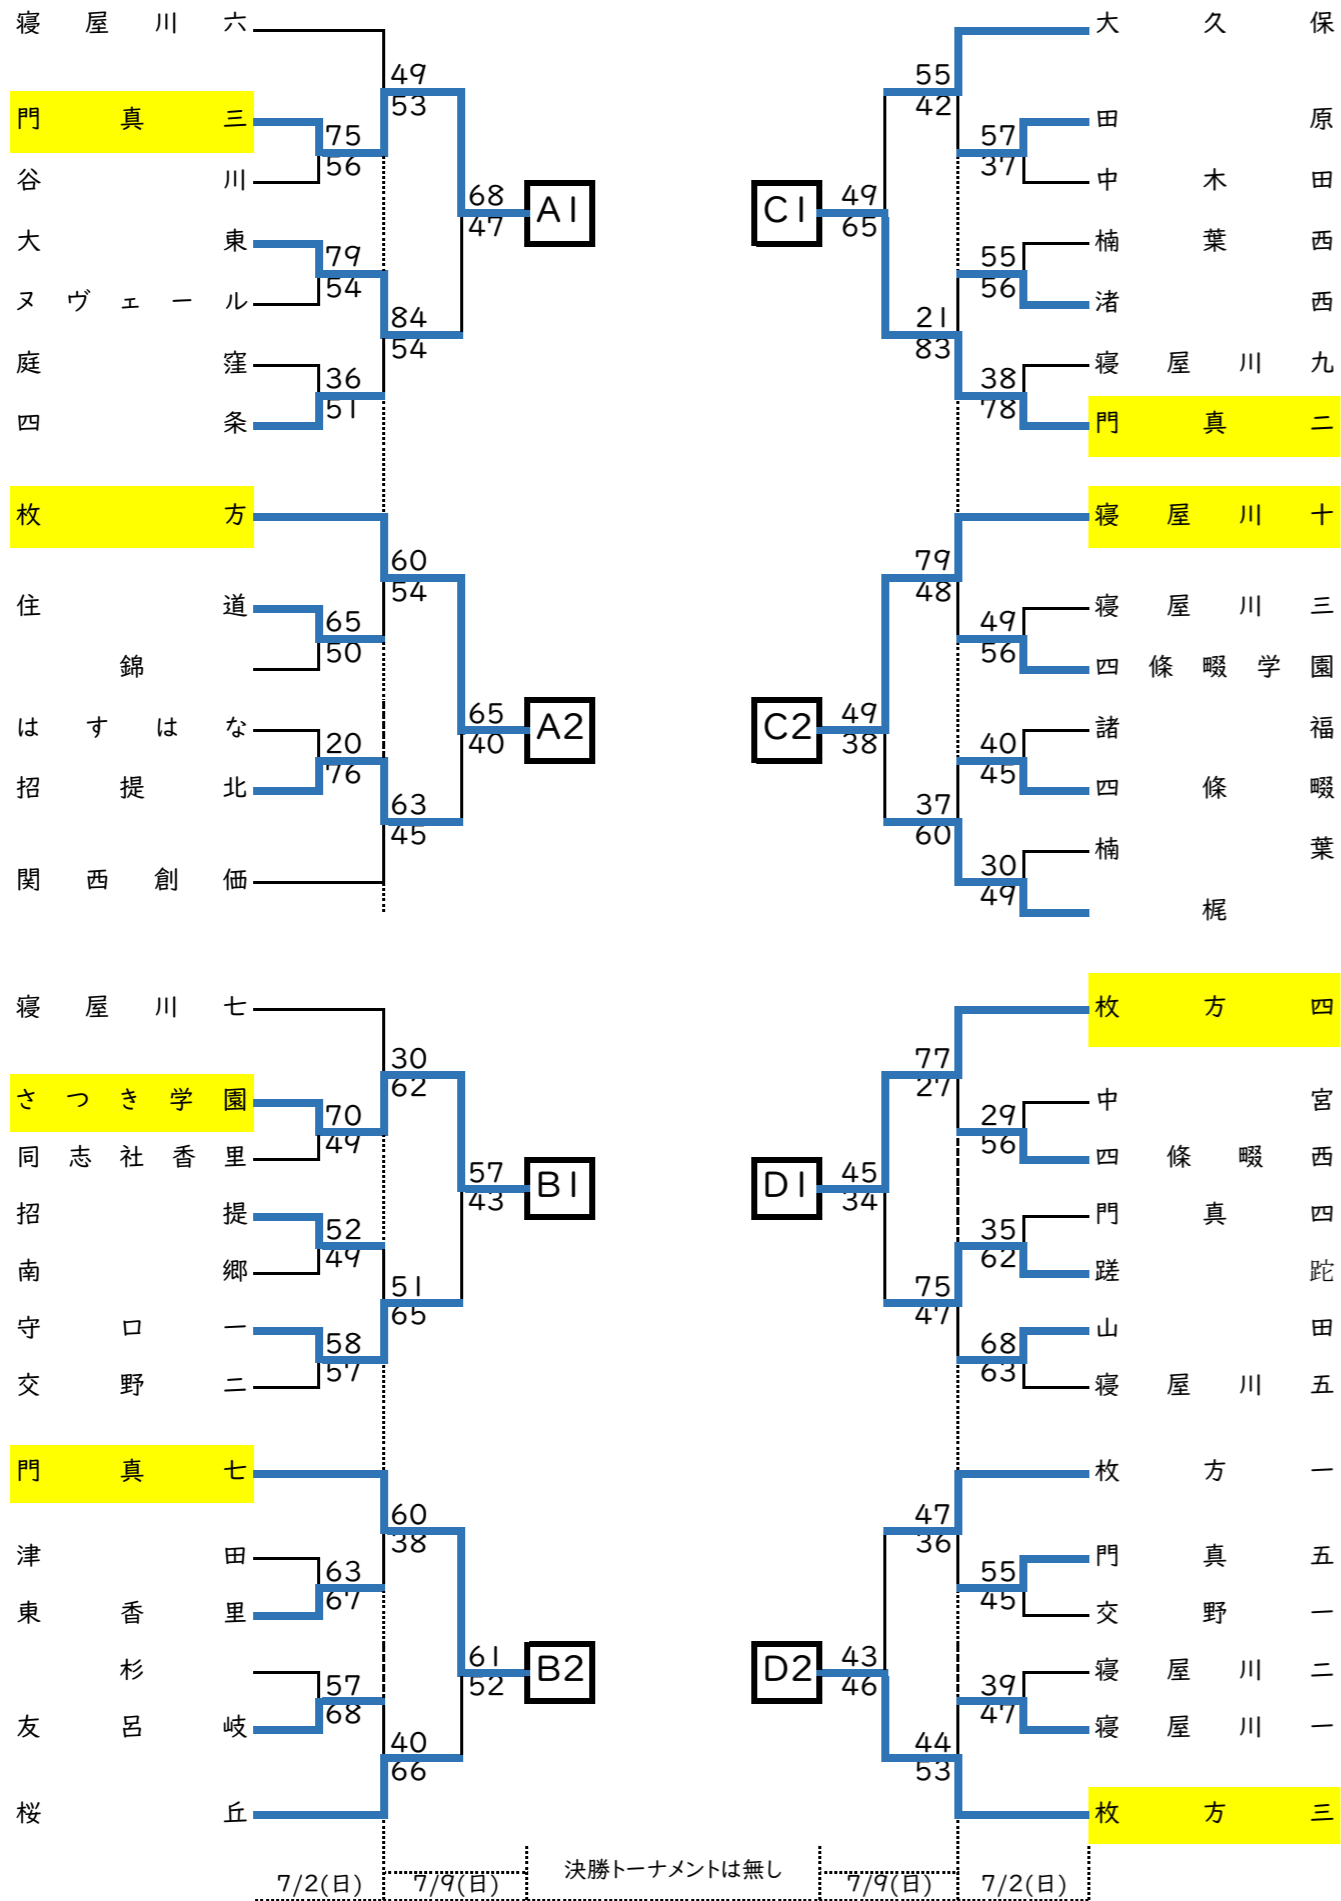 寝屋川六
49
53
門真三
75
56
谷川
68
47
A1
大東
79
54
ヌヴェール
84
54
庭窪
36
51
四条
枚方
60
54
住道
65
50
錦
65
40
A2
はすはな
20
76
招提北
63
45
関西創価
大久保
55
42
田原
57
37
中木田
C1
49
65
楠葉西
55
56
渚西
21
83
寝屋川九
38
78
門真二
寝屋川十
79
48
寝屋川三
49
56
四條畷学園
C2
49
38
諸福
40
45
四條畷
37
60
楠葉
30
49
梶
寝屋川七
30
62
さつき学園
70
49
同志社香里
57
43
B1
招提
52
49
南郷
51
65
守口一
58
57
交野二
門真七
60
38
津田
63
67
東香里
61
52
B2
杉
57
68
友呂岐
40
66
桜丘
枚方四
77
27
中宮
29
56
四條畷西
D1
45
34
門真四
35
62
蹉跎
75
47
山田
68
63
寝屋川五
枚方一
47
36
門真五
55
45
交野一
D2
43
46
寝屋川二
39
47
寝屋川一
44
53
枚方三
7/2(日)
7/9(日)
決勝トーナメントは無し
7/9(日)
7/2(日)